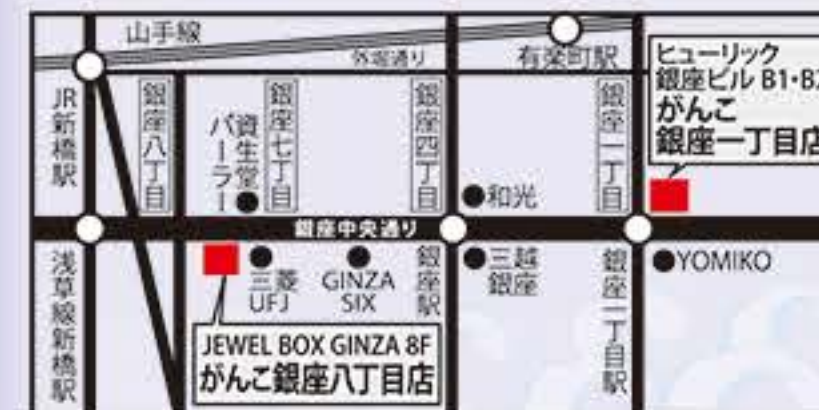 山手線
外堀通り
有楽町駅
ヒューリック
銀座ビル B1・B2
がんこ
銀座一丁目店
JR新橋駅
銀座八丁目
資生堂
パーラー
銀座七丁目
銀座四丁目
和光
銀座一丁目
銀座中央通り
浅草線新橋駅
三菱
UFJ
GINZA
SIX
銀座駅
三越
銀座
銀座一丁目駅
YOMIKO
JEWEL BOX GINZA 8F
がんこ銀座八丁目店